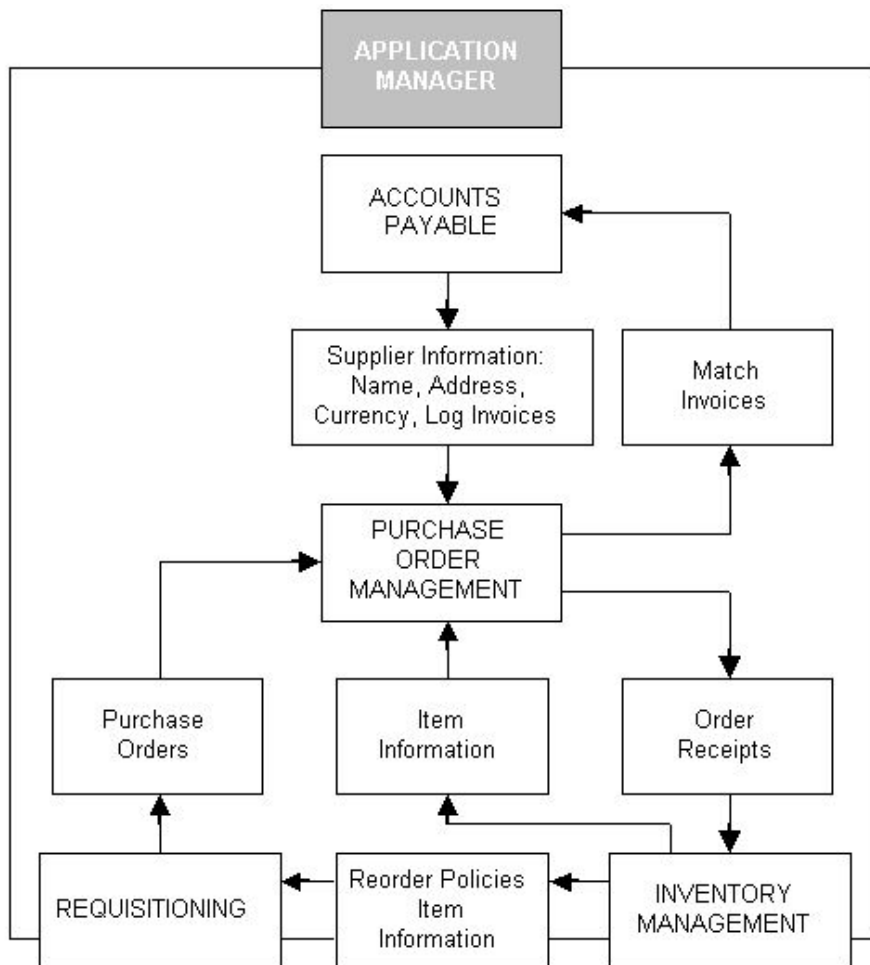 APPLICATION
MANAGER
ACCOUNTS
PAYABLE
Supplier Information:
Name, Address,
Currency, Log Invoices
Match
Invoices
PURCHASE
ORDER
MANAGEMENT
Purchase
Orders
Item
Information
Order
Receipts
REQUISITIONING
Reorder Policies
Item
Information
INVENTORY
MANAGEMENT